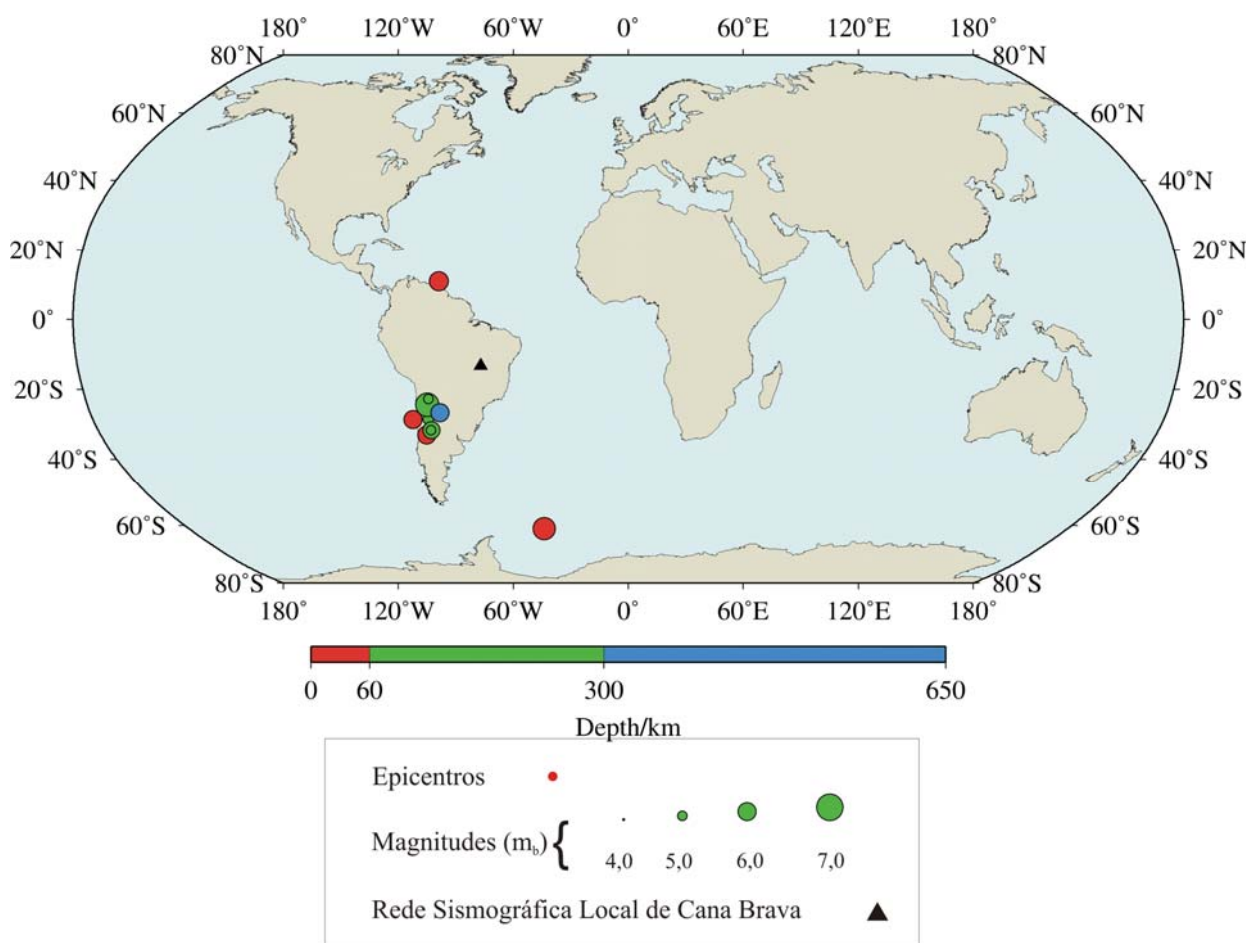 180˚ 120˚W 60˚W 0˚ 60˚E 120˚E 180˚
80˚N 80˚N
60˚N 60˚N
40˚N 40˚N
20˚N 20˚N
0˚ 0˚
20˚S 20˚S
40˚S 40˚S
60˚S 60˚S
80˚S 80˚S
180˚ 120˚W 60˚W 0˚ 60˚E 120˚E 180˚
0 60 300 650
Depth/km
Epicentros
Magnitudes (m_b) {
4,0 5,0 6,0 7,0
Rede Sismográfica Local de Cana Brava